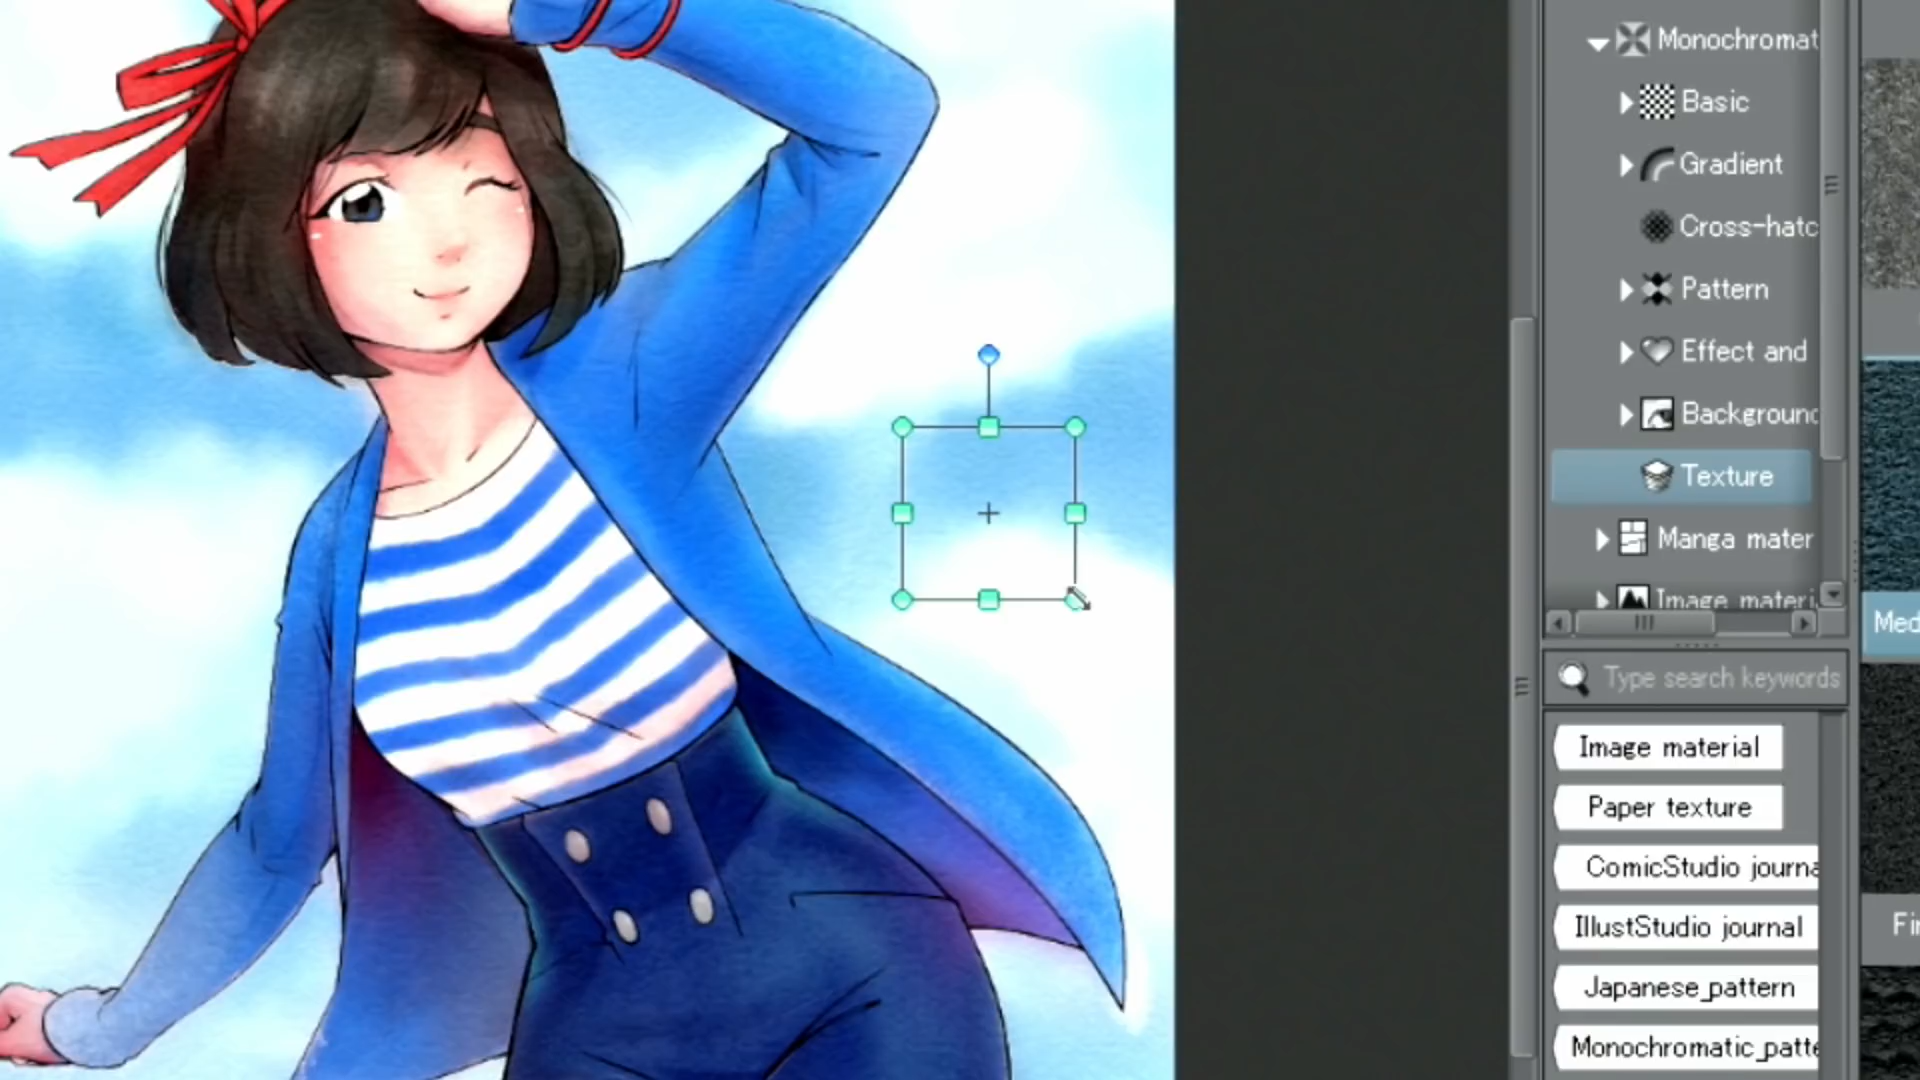 Monochromat
Basic
Gradient
Cross-hatc
Pattern
Effect and
Background
Texture
Manga mater
Image materi
Med
Type search keywords
Image material
Paper texture
ComicStudio journa
Fin
IllustStudio journal
Japanese_pattern
Monochromatic_patte